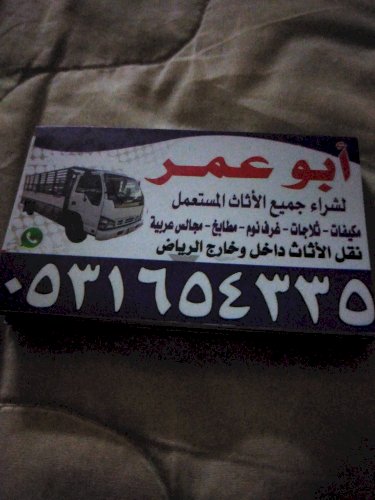 أبو عمر
لشراء جميع الأثاث المستعمل
مكيفات - ثلاجات - غرف نوم - مطابخ - مجالس عربية
نقل الأثاث داخل وخارج الرياض
٠٥٣١٦٥٤٣٣٥